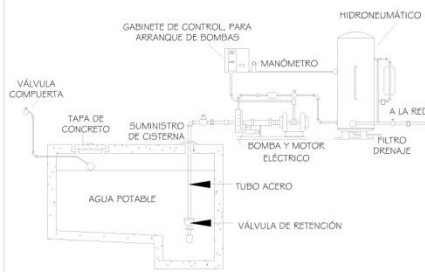 HIDRONEUMÁTICO
GABINETE DE CONTROL, PARA
ARRANQUE DE BOMBAS
MANÓMETRO
VÁLVULA
COMPUERTA
TAPA DE
CONCRETO
SUMINISTRO
DE CISTERNA
A LA RED
BOMBA Y MOTOR
ELÉCTRICO
FILTRO
DRENAJE
AGUA POTABLE
TUBO ACERO
VÁLVULA DE RETENCIÓN